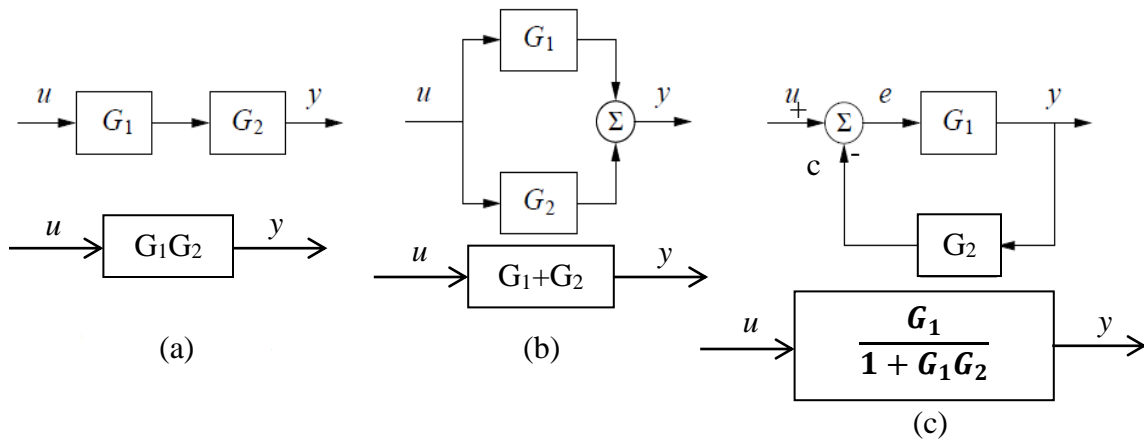 u G₁ G₂ y
u G₁G₂ y
(a)
u G₁ G₂ Σ y
u G₁+G₂ y
(b)
u + Σ e G₁ y
c -
G₂
u G₁ / 1 + G₁G₂ y
(c)